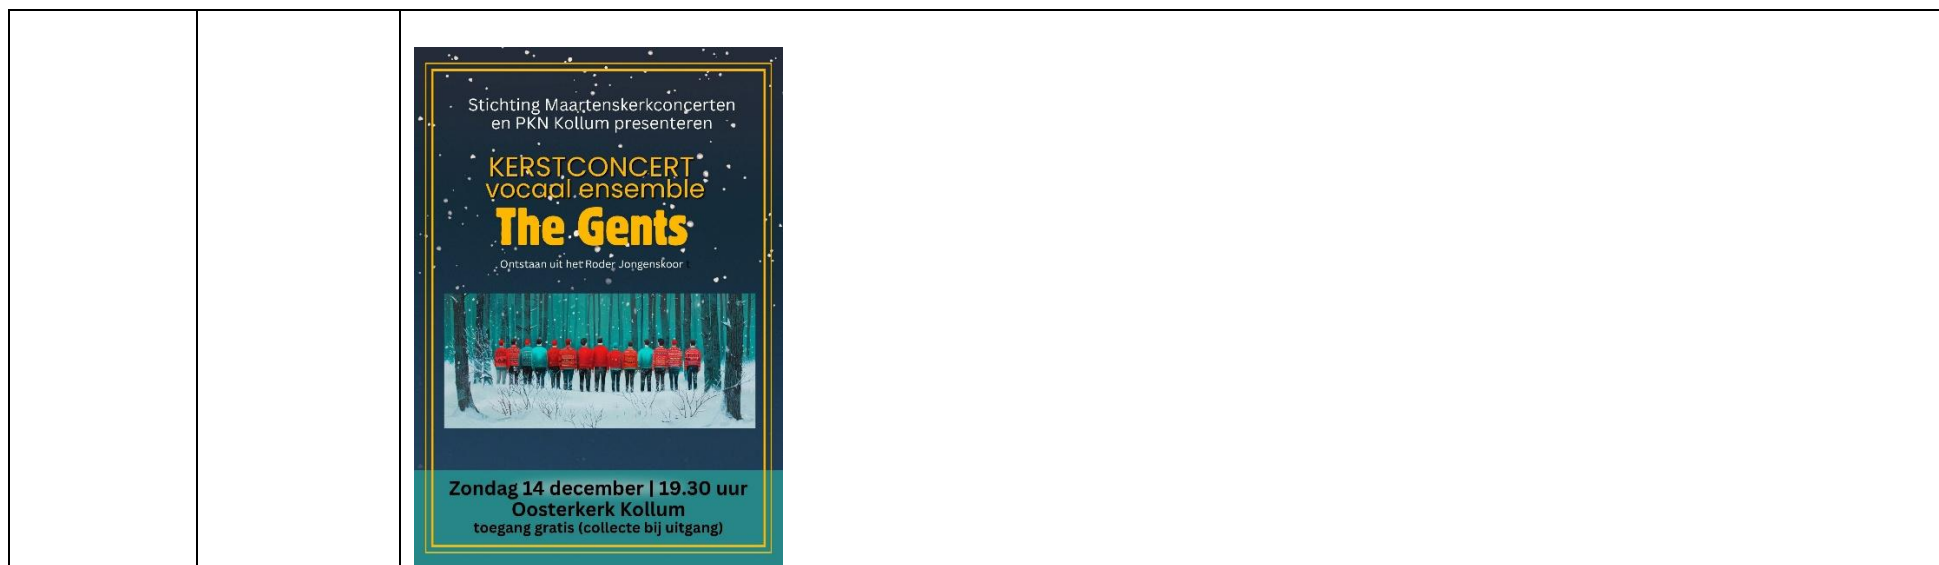 Stichting Maartenskerkconcerten
en PKN Kollum presenteren
KERSTCONCERT
vocaal ensemble
The Gents
Ontstaan uit het Roder Jongenskoor
Zondag 14 december | 19.30 uur
Oosterkerk Kollum
toegang gratis (collecte bij uitgang)